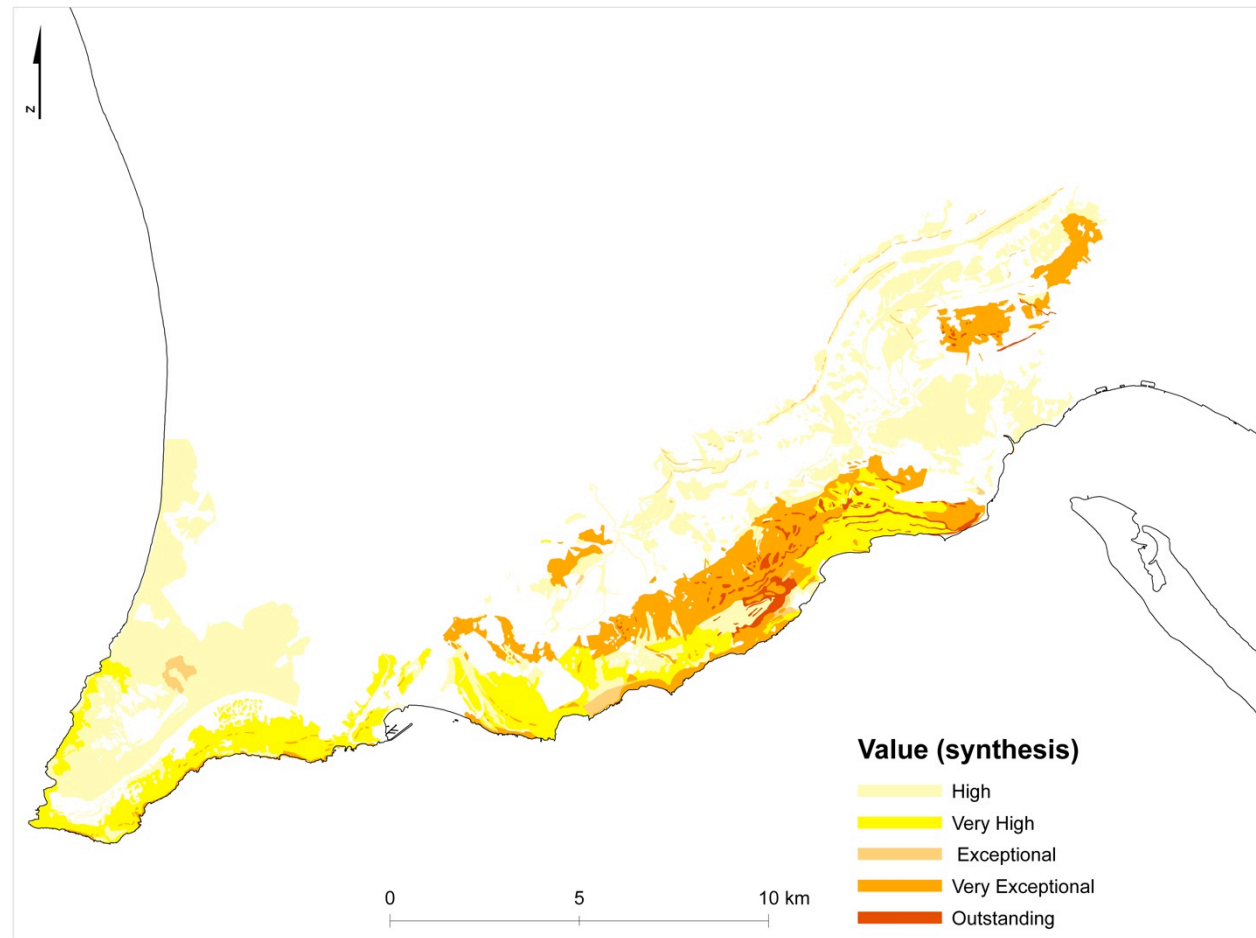 N
Value (synthesis)
High
Very High
Exceptional
Very Exceptional
Outstanding
0 5 10 km